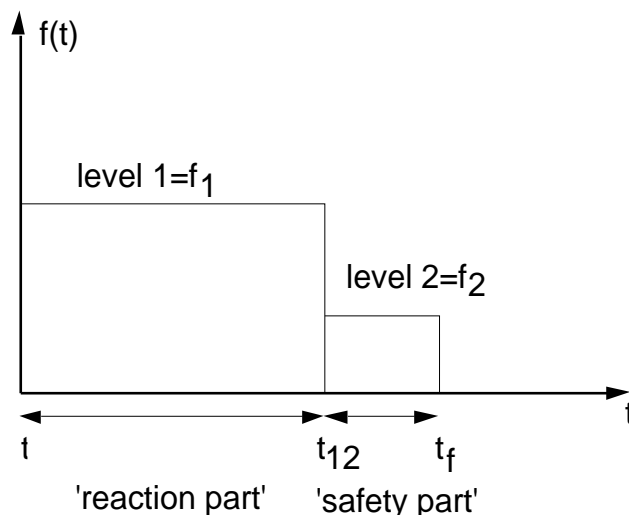 f(t)
level 1=f1
level 2=f2
t
t
t12
tf
'reaction part'
'safety part'